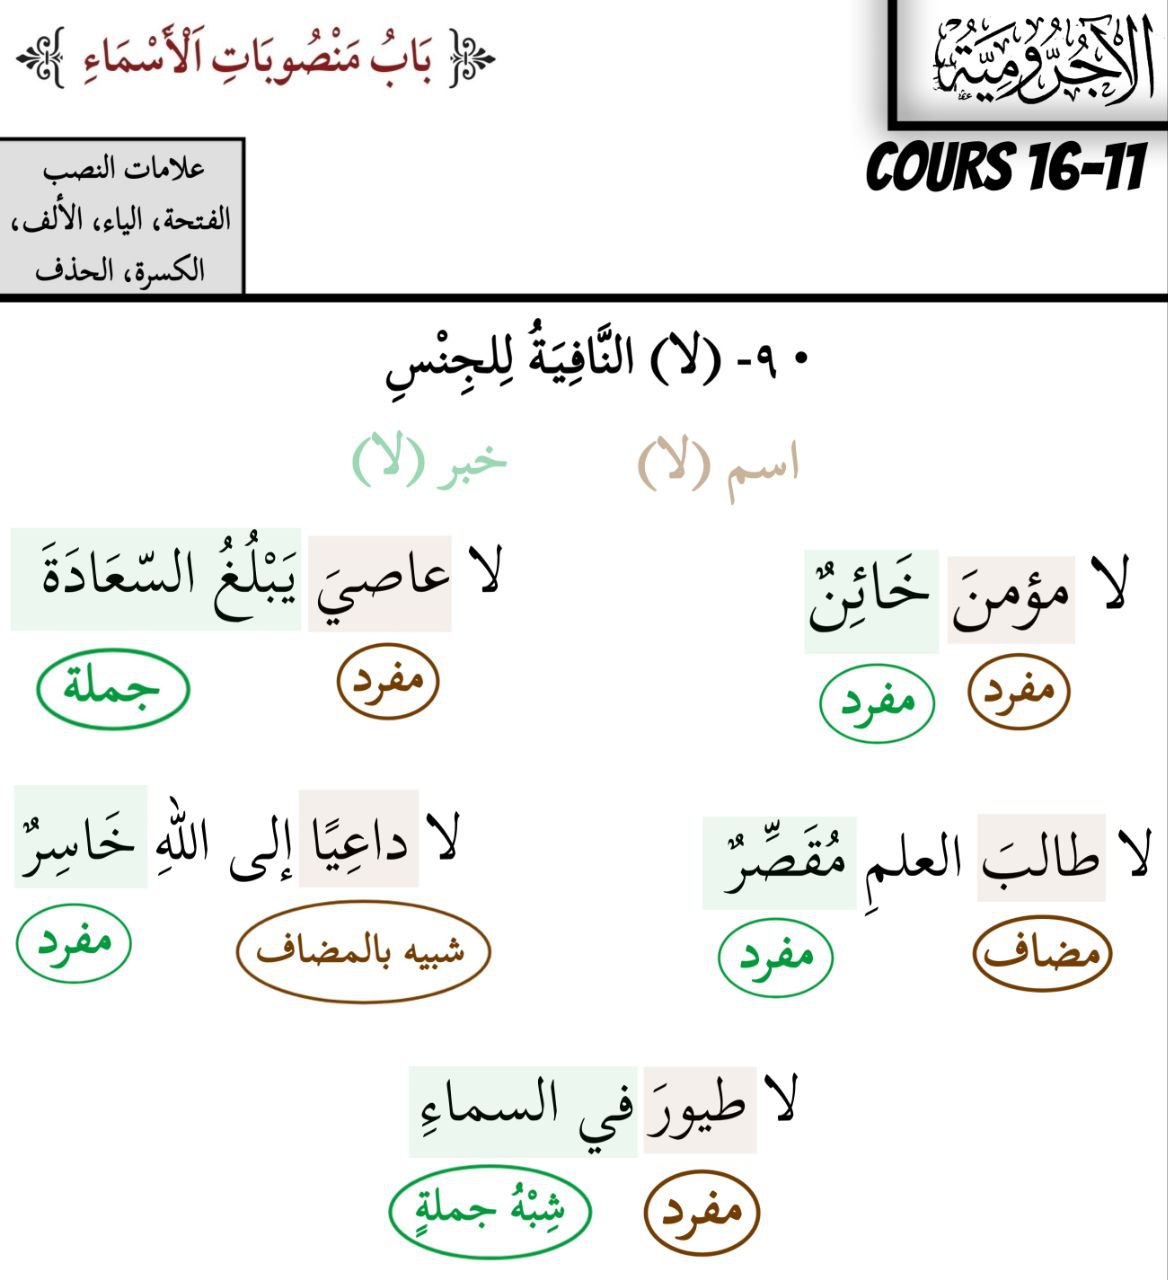 الآجُرُّومِيَّةُ
بَابُ مَنْصُوبَاتِ اَلْأَسْمَاءِ
COURS 16-11
علامات النصب
الفتحة، الياء، الألف،
الكسرة، الحذف
• ٩- (لا) النَّافِيَةُ لِلجِنْسِ
اسم (لا) خبر (لا)
لا مؤمنَ خَائِنٌ
مفرد مفرد
لا عاصيَ يَبْلُغُ السّعَادَةَ
مفرد جملة
لا طالبَ العلمِ مُقَصِّرٌ
مضاف مفرد
لا داعِيًا إلى اللهِ خَاسِرٌ
شبيه بالمضاف مفرد
لا طيورَ في السماءِ
مفرد شِبْهُ جملةٍ